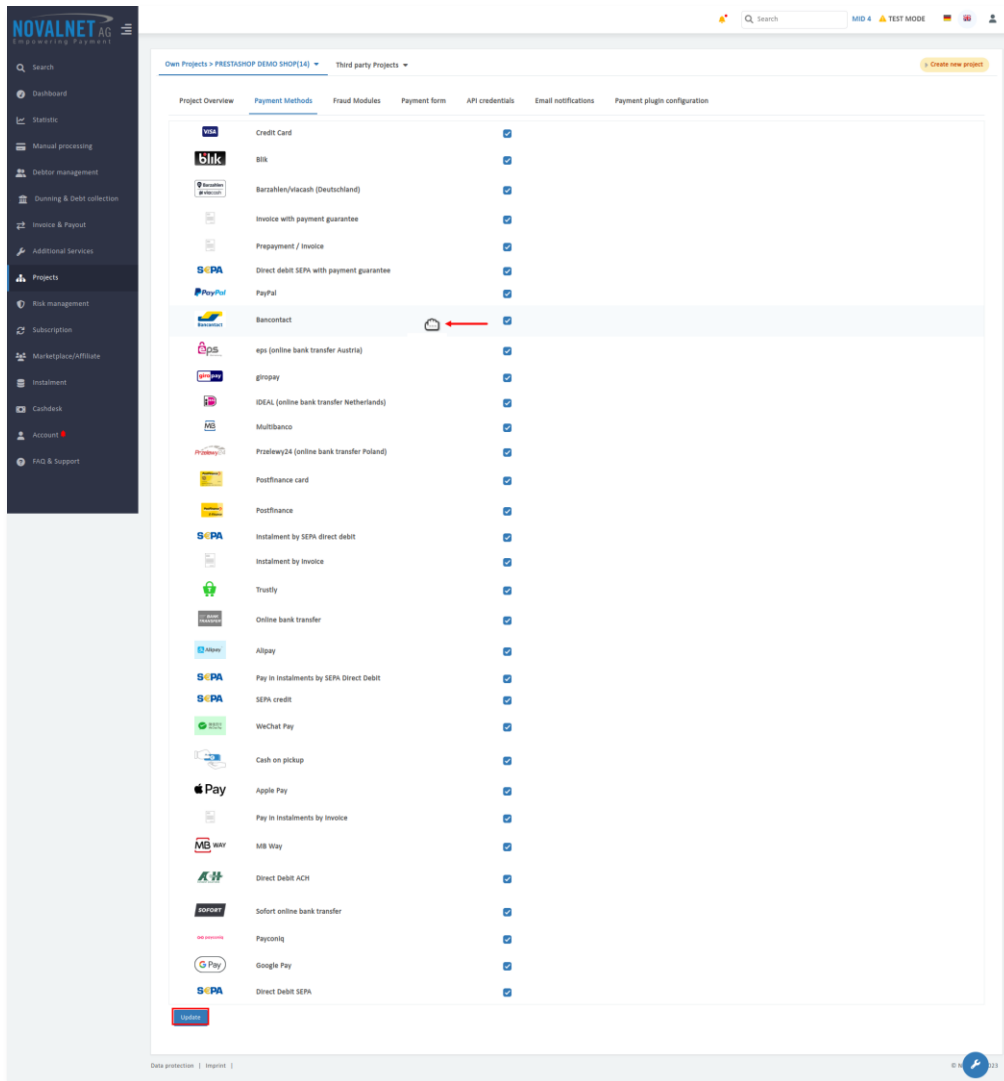 NOVALNET AG
Empowering Payment
Search
MID 4 TEST MODE
Search
Dashboard
Statistic
Manual processing
Debtor management
Dunning & Debt collection
Invoice & Payout
Additional Services
Projects
Risk management
Subscription
Marketplace/Affiliate
Instalment
Cashdesk
Account
FAQ & Support
Own Projects > PRESTASHOP DEMO SHOP(14) Third party Projects
Create new project
Project Overview Payment Methods Fraud Modules Payment form API credentials Email notifications Payment plugin configuration
VISA Credit Card
blik Blik
Barzahlen viacash Barzahlen/viacash (Deutschland)
Invoice with payment guarantee
Prepayment / Invoice
SEPA Direct debit SEPA with payment guarantee
PayPal PayPal
Bancontact Bancontact
eps eps (online bank transfer Austria)
giropay giropay
IDEAL (online bank transfer Netherlands)
MB Multibanco
Przelewy24 (online bank transfer Poland)
Postfinance card
Postfinance
SEPA Instalment by SEPA direct debit
Instalment by Invoice
Trustly
BANK TRANSFER Online bank transfer
Alipay Alipay
SEPA Pay in Instalments by SEPA Direct Debit
SEPA SEPA credit
WeChat Pay
Cash on pickup
Pay Apple Pay
Pay in Instalments by Invoice
MB WAY MB Way
ACH Direct Debit ACH
SOFORT Sofort online bank transfer
payconiq Payconiq
G Pay Google Pay
SEPA Direct Debit SEPA
Update
Data protection | Imprint |